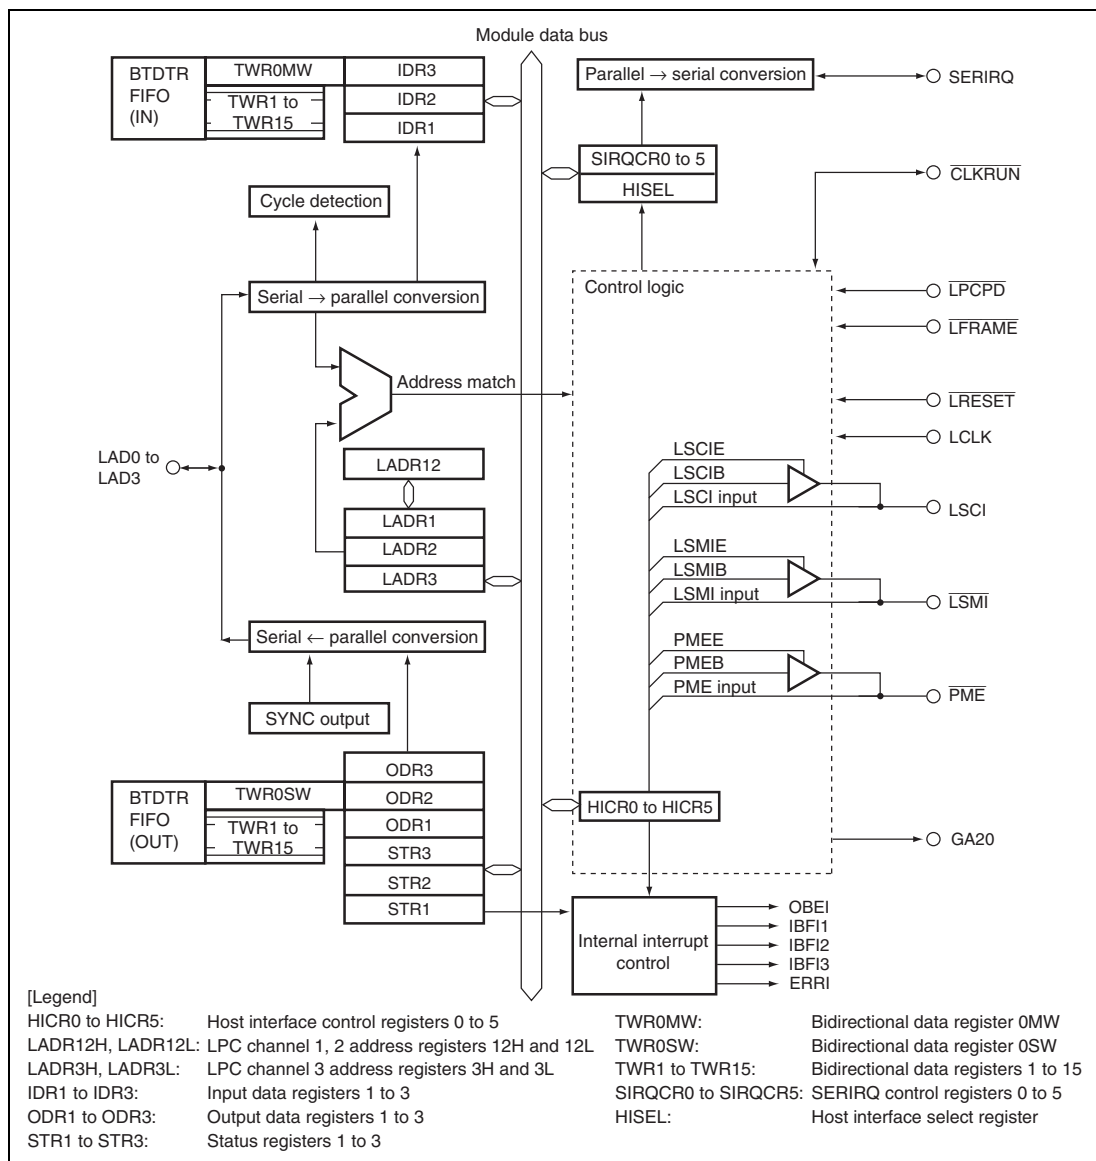 Module data bus
BTDTR
FIFO
(IN)
TWR0MW
TWR1 to
TWR15
IDR3
IDR2
IDR1
Parallel → serial conversion
SERIRQ
SIRQCR0 to 5
HISEL
CLKRUN
Cycle detection
Serial → parallel conversion
Control logic
LPCPD
LFRAME
Address match
LRESET
LCLK
LAD0 to
LAD3
LADR12
LADR1
LADR2
LADR3
LSCIE
LSCIB
LSCI input
LSCI
LSMIE
LSMIB
LSMI input
LSMI
Serial ← parallel conversion
PMEE
PMEB
PME input
PME
SYNC output
ODR3
ODR2
ODR1
STR3
STR2
STR1
BTDTR
FIFO
(OUT)
TWR0SW
TWR1 to
TWR15
HICR0 to HICR5
GA20
Internal interrupt
control
OBEI
IBFI1
IBFI2
IBFI3
ERRI
[Legend]
HICR0 to HICR5: Host interface control registers 0 to 5
LADR12H, LADR12L: LPC channel 1, 2 address registers 12H and 12L
LADR3H, LADR3L: LPC channel 3 address registers 3H and 3L
IDR1 to IDR3: Input data registers 1 to 3
ODR1 to ODR3: Output data registers 1 to 3
STR1 to STR3: Status registers 1 to 3
TWR0MW: Bidirectional data register 0MW
TWR0SW: Bidirectional data register 0SW
TWR1 to TWR15: Bidirectional data registers 1 to 15
SIRQCR0 to SIRQCR5: SERIRQ control registers 0 to 5
HISEL: Host interface select register